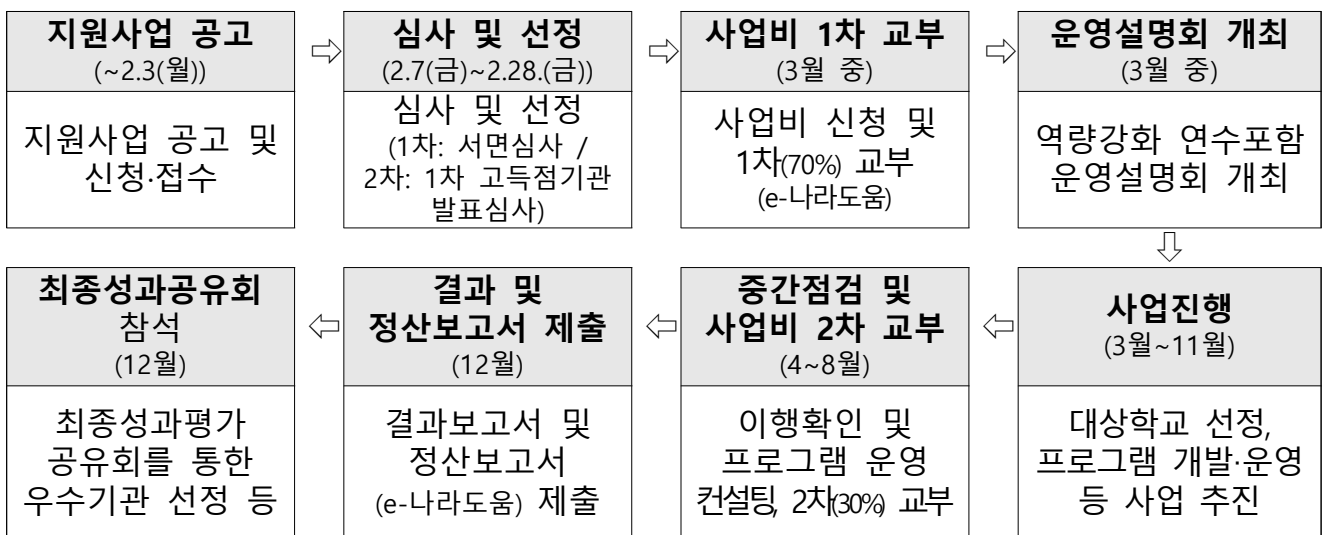 지원사업 공고
(~2.3(월))
지원사업 공고 및
신청·접수
⇨
심사 및 선정
(2.7(금)~2.28.(금))
심사 및 선정
(1차: 서면심사 /
2차: 1차 고득점기관
발표심사)
⇨
사업비 1차 교부
(3월 중)
사업비 신청 및
1차(70%) 교부
(e-나라도움)
⇨
운영설명회 개최
(3월 중)
역량강화 연수포함
운영설명회 개최
⇩
사업진행
(3월~11월)
대상학교 선정,
프로그램 개발·운영
등 사업 추진
⇦
중간점검 및
사업비 2차 교부
(4~8월)
이행확인 및
프로그램 운영
컨설팅, 2차(30%) 교부
⇦
결과 및
정산보고서 제출
(12월)
결과보고서 및
정산보고서
(e-나라도움) 제출
⇦
최종성과공유회
참석
(12월)
최종성과평가
공유회를 통한
우수기관 선정 등